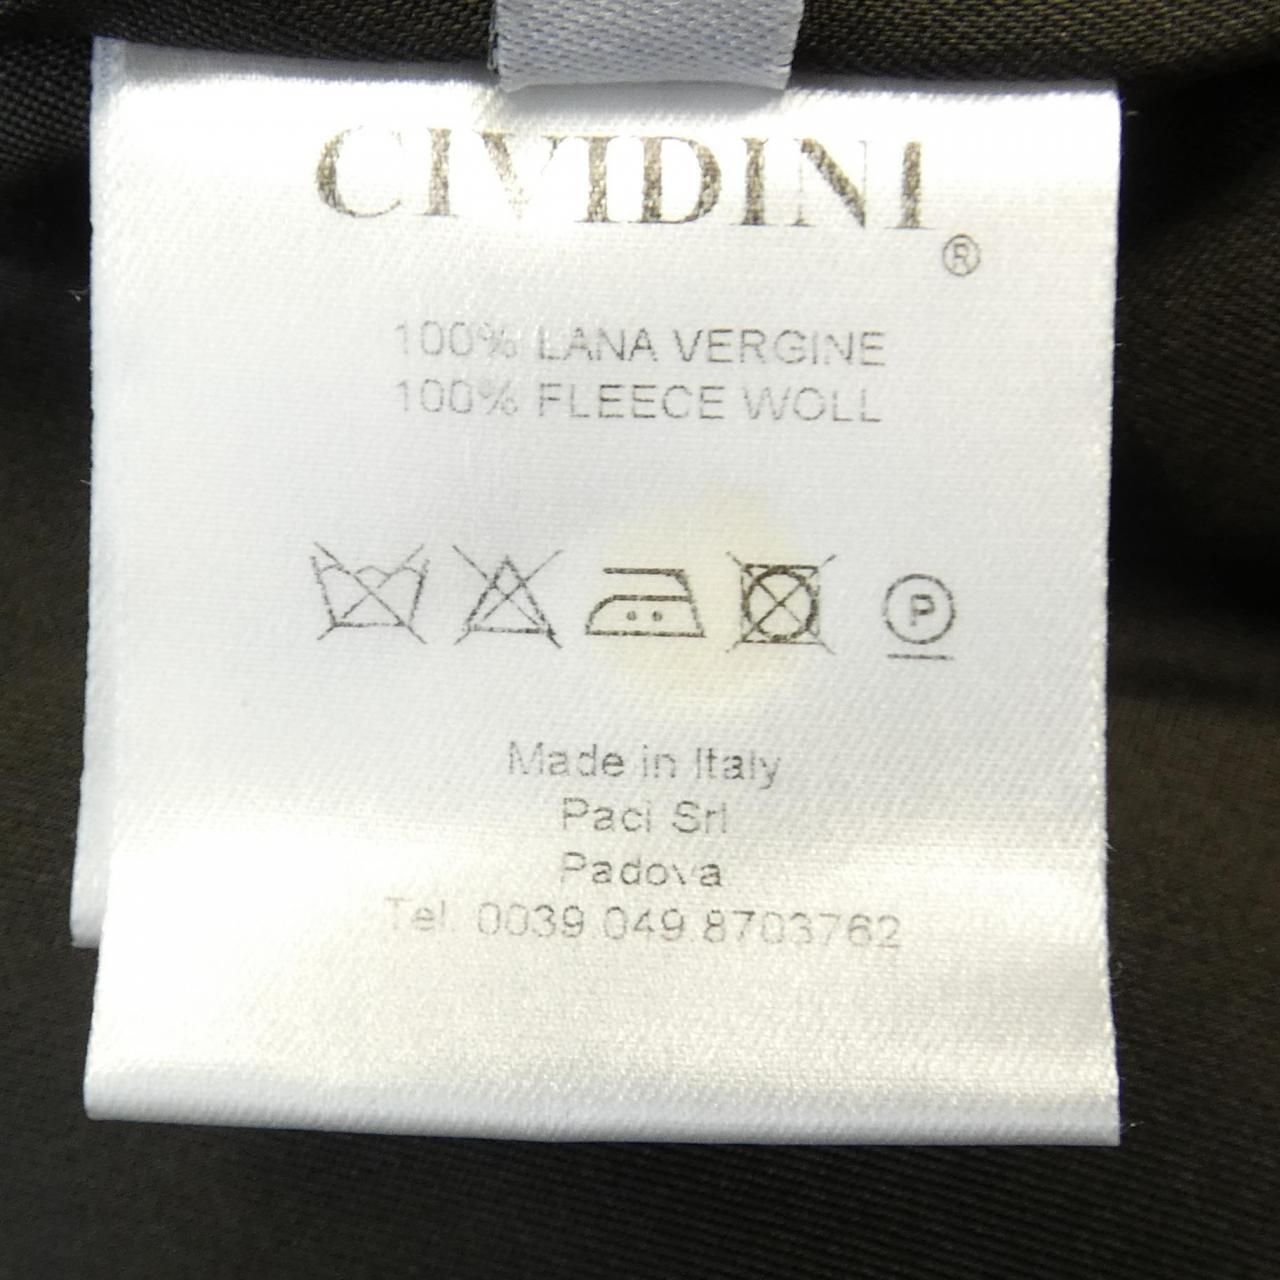 CIVIDINI
®
100% LANA VERGINE
100% FLEECE WOLL
P
Made in Italy
Paci Srl
Padova
Tel. 0039 049 8703762